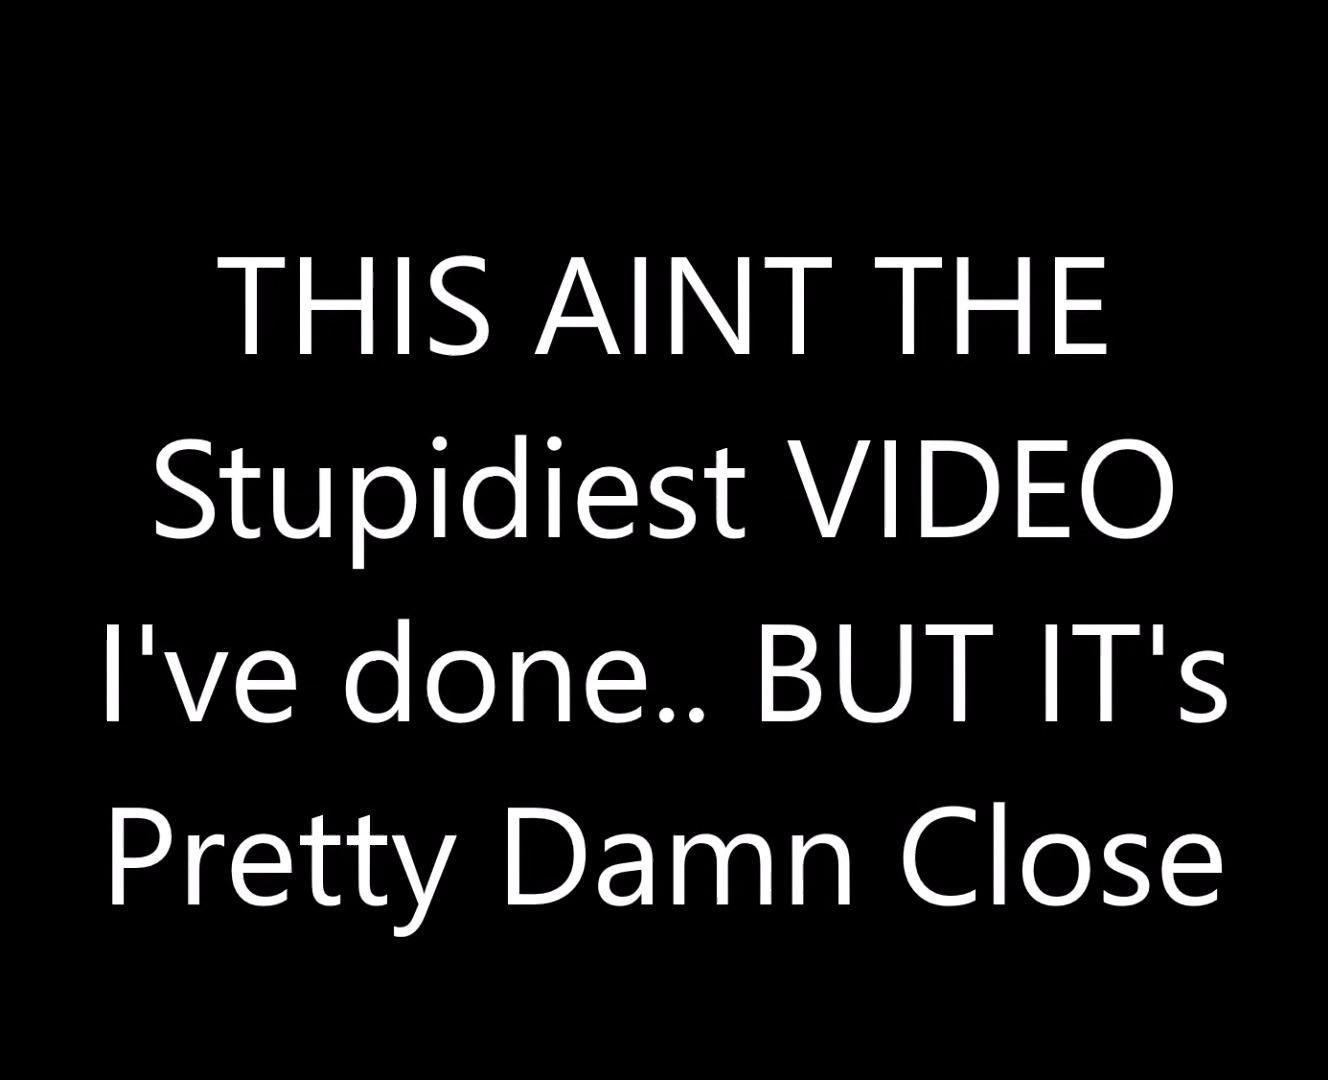 THIS AINT THE
Stupidiest VIDEO
I've done.. BUT IT's
Pretty Damn Close